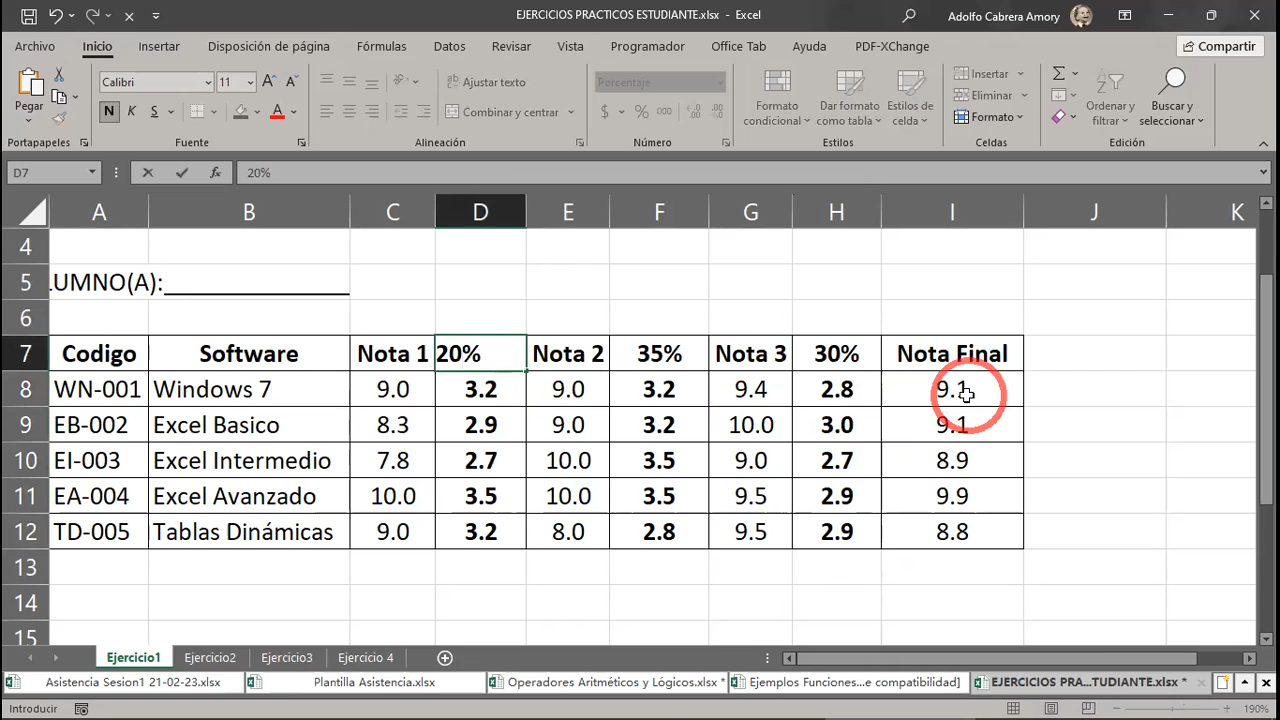 EJERCICIOS PRACTICOS ESTUDIANTE.xlsx - Excel
Adolfo Cabrera Amory
Archivo Inicio Insertar Disposición de página Fórmulas Datos Revisar Vista Programador Office Tab Ayuda PDF-XChange Compartir
Pegar
Calibri 11
N K S A
Ajustar texto
Combinar y centrar
Porcentaje
$ % 000
Formato condicional
Dar formato como tabla
Estilos de celda
Insertar
Eliminar
Formato
Ordenar y filtrar
Buscar y seleccionar
Portapapeles Fuente Alineación Número Estilos Celdas Edición
D7 fx 20%
A B C D E F G H I J K
4
5 LUMNO(A):
6
7 Codigo Software Nota 1 20% Nota 2 35% Nota 3 30% Nota Final
8 WN-001 Windows 7 9.0 3.2 9.0 3.2 9.4 2.8 9.1
9 EB-002 Excel Basico 8.3 2.9 9.0 3.2 10.0 3.0 9.1
10 EI-003 Excel Intermedio 7.8 2.7 10.0 3.5 9.0 2.7 8.9
11 EA-004 Excel Avanzado 10.0 3.5 10.0 3.5 9.5 2.9 9.9
12 TD-005 Tablas Dinámicas 9.0 3.2 8.0 2.8 9.5 2.9 8.8
13
14
15
Ejercicio1 Ejercicio2 Ejercicio3 Ejercicio 4
Asistencia Sesion1 21-02-23.xlsx Plantilla Asistencia.xlsx Operadores Aritméticos y Lógicos.xlsx * Ejemplos Funciones...e compatibilidad] EJERCICIOS PRA...TUDIANTE.xlsx *
Introducir 190%